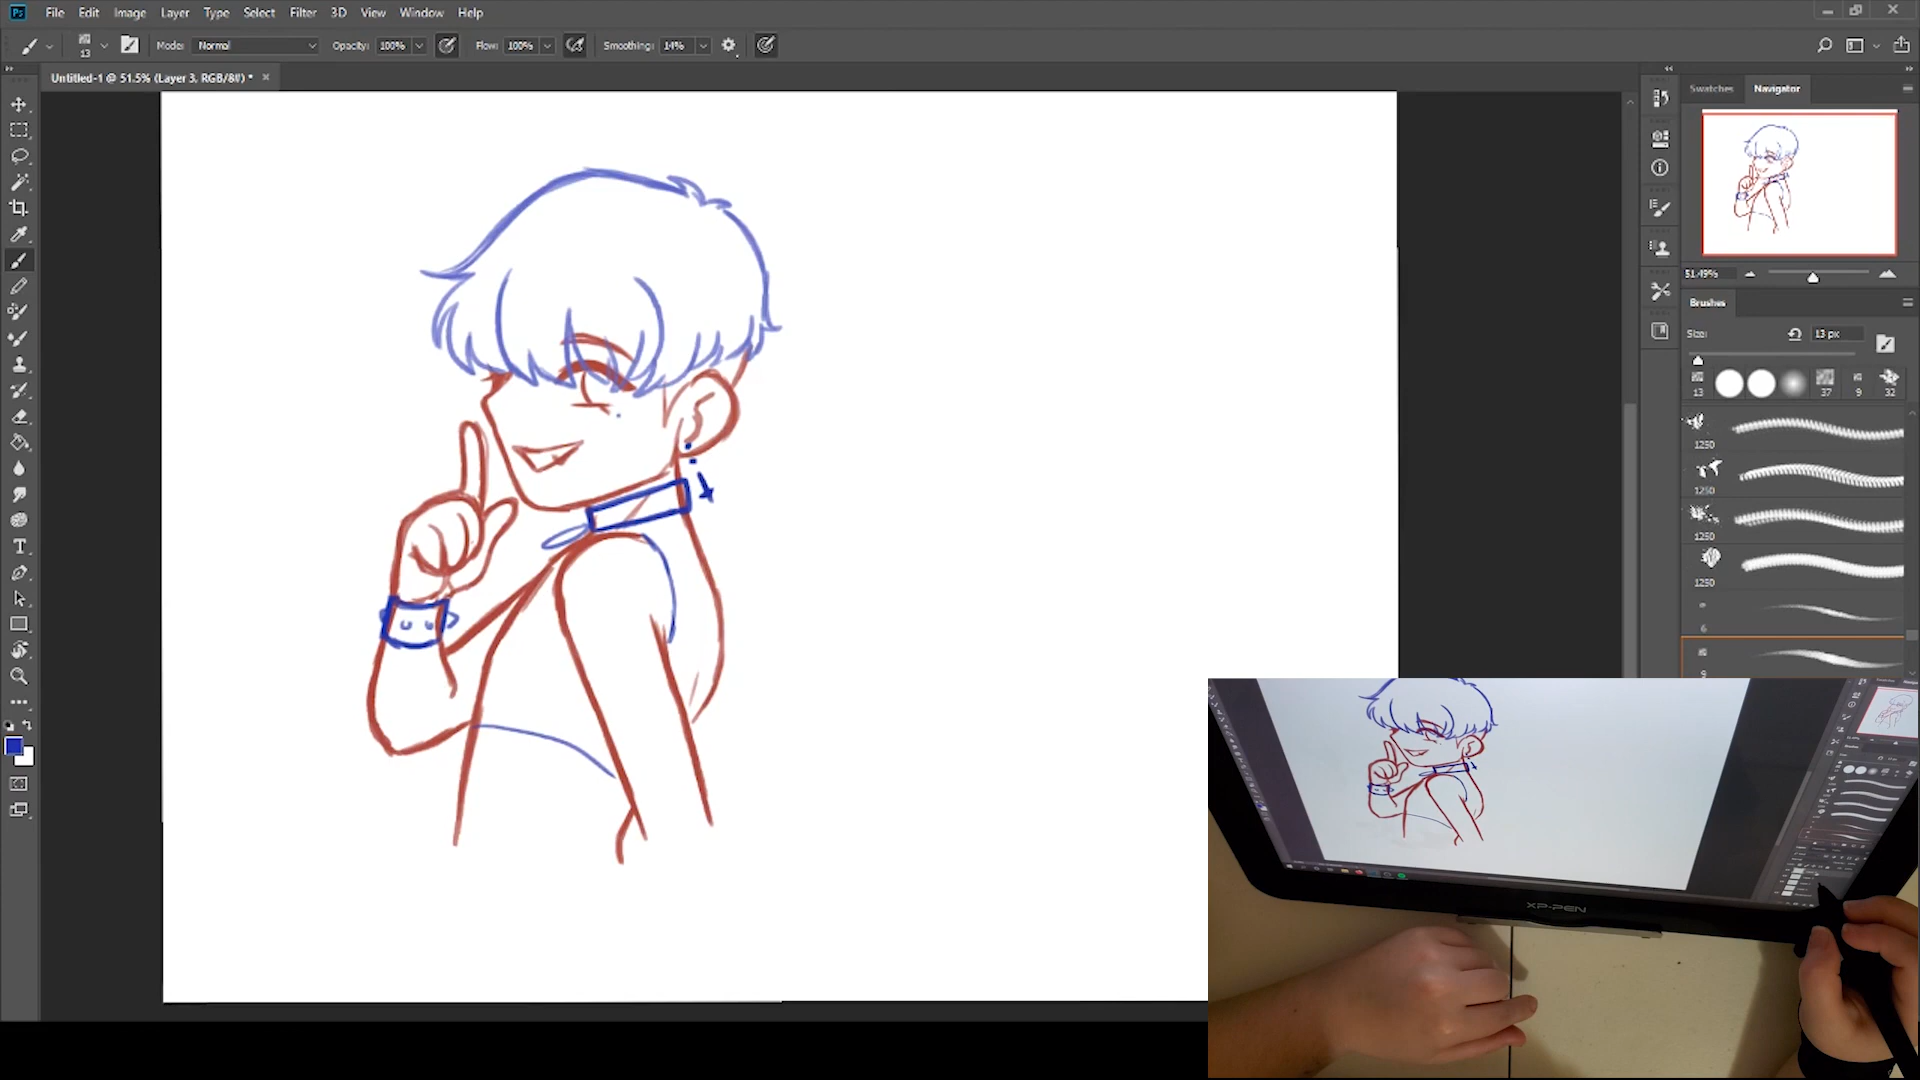 Ps File Edit Image Layer Type Select Filter 3D View Window Help
13 Mode: Normal Opacity: 100% Flow: 100% Smoothing: 14%
Untitled-1 @ 51.5% (Layer 3, RGB/8#) * ×
Swatches Navigator
51.49%
Brushes
Size: 13 px
13 37 9 32
1250
1250
1250
1250
6
9
XP-PEN